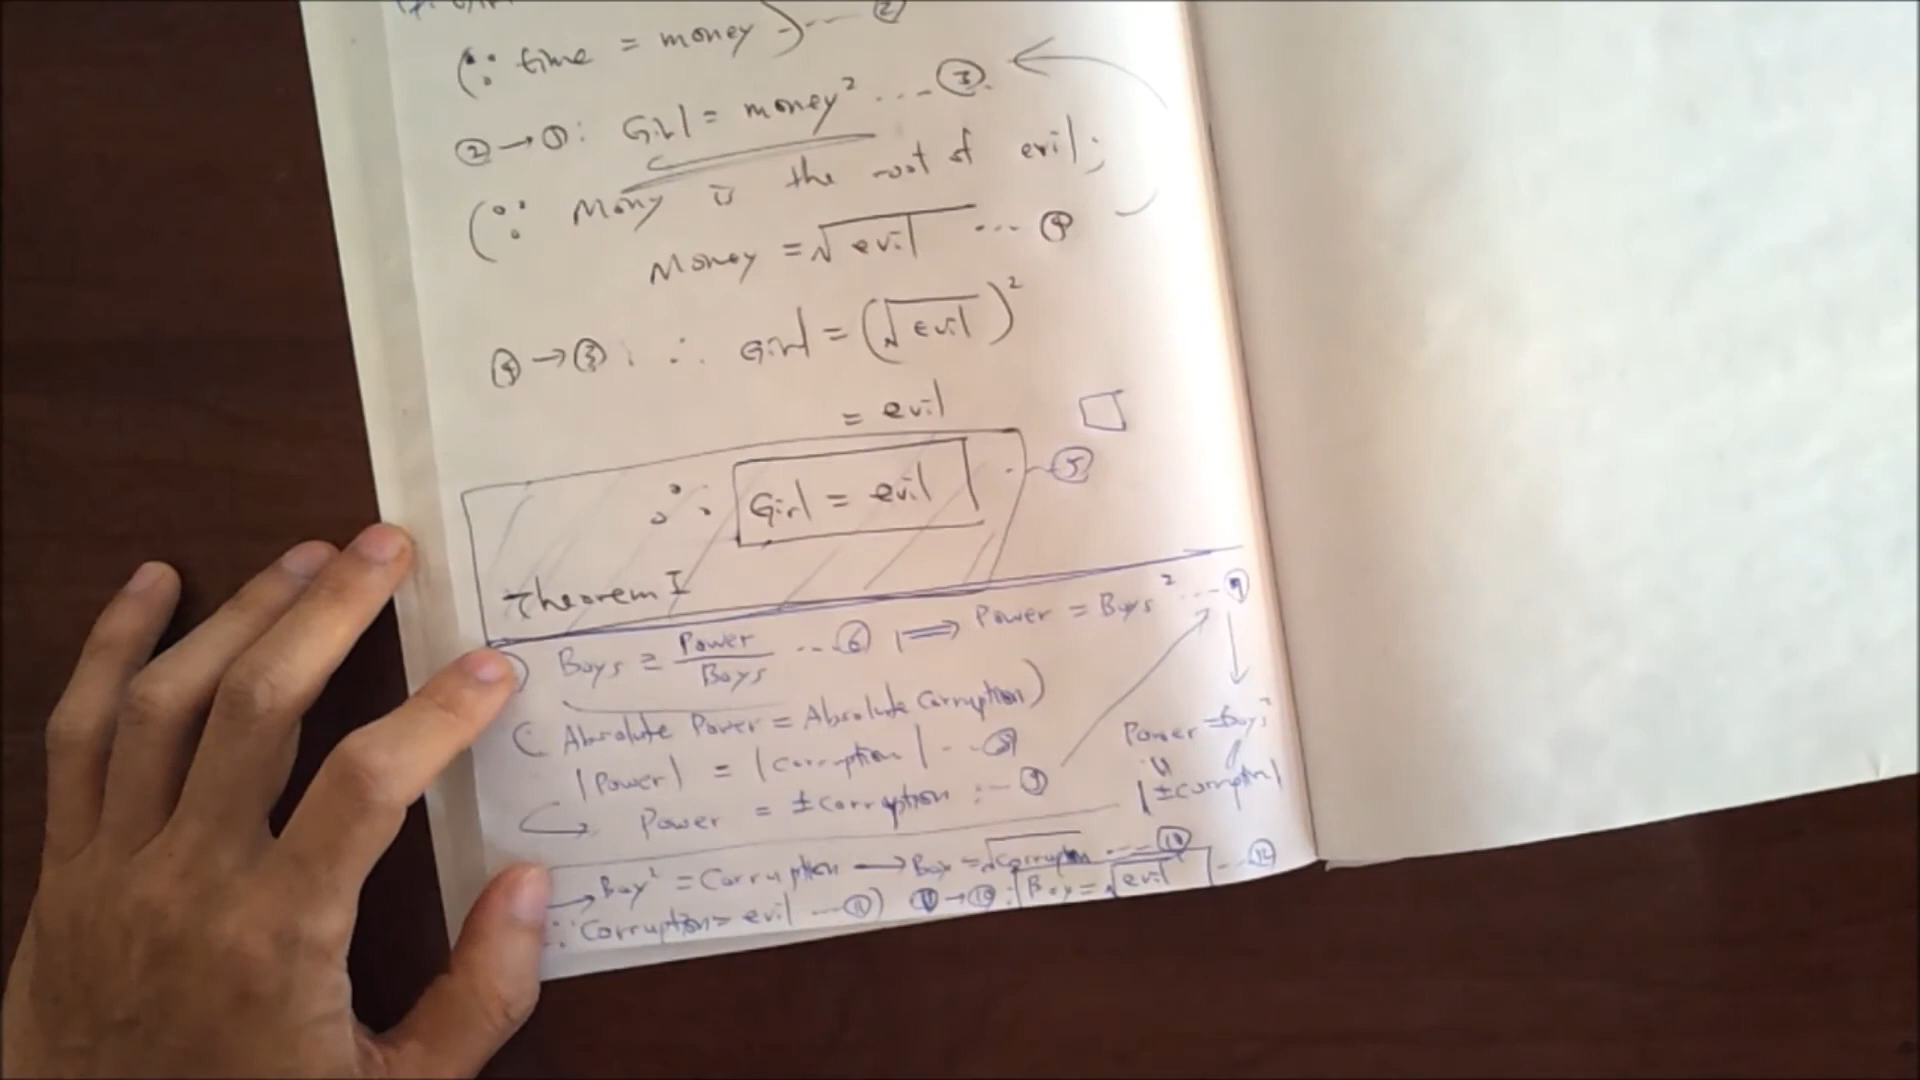 (∵ time = money) --- ②
② → ①: Girl = money² ... ③
(∵ Mony is the root of evil;
Money = √evil ... ④
④ → ③: ∴ Girl = (√evil)²
= evil □
∴ Girl = evil ... ⑤
Theorem I
Boys = Power/Boys ... ⑥ ⟹ Power = Boys² ... ⑦
( Absolute Power = Absolute Corruption)
|Power| = |corruption| -- ⑧
Power = ± corruption :-- ⑨
Power = boys²
|± corruption|
→ Boy² = Corruption → Boy = √corruption ... ⑩
∵ Corruption = evil --- ⑪) ⑪ → ⑩: Boy = √evil --- ⑫